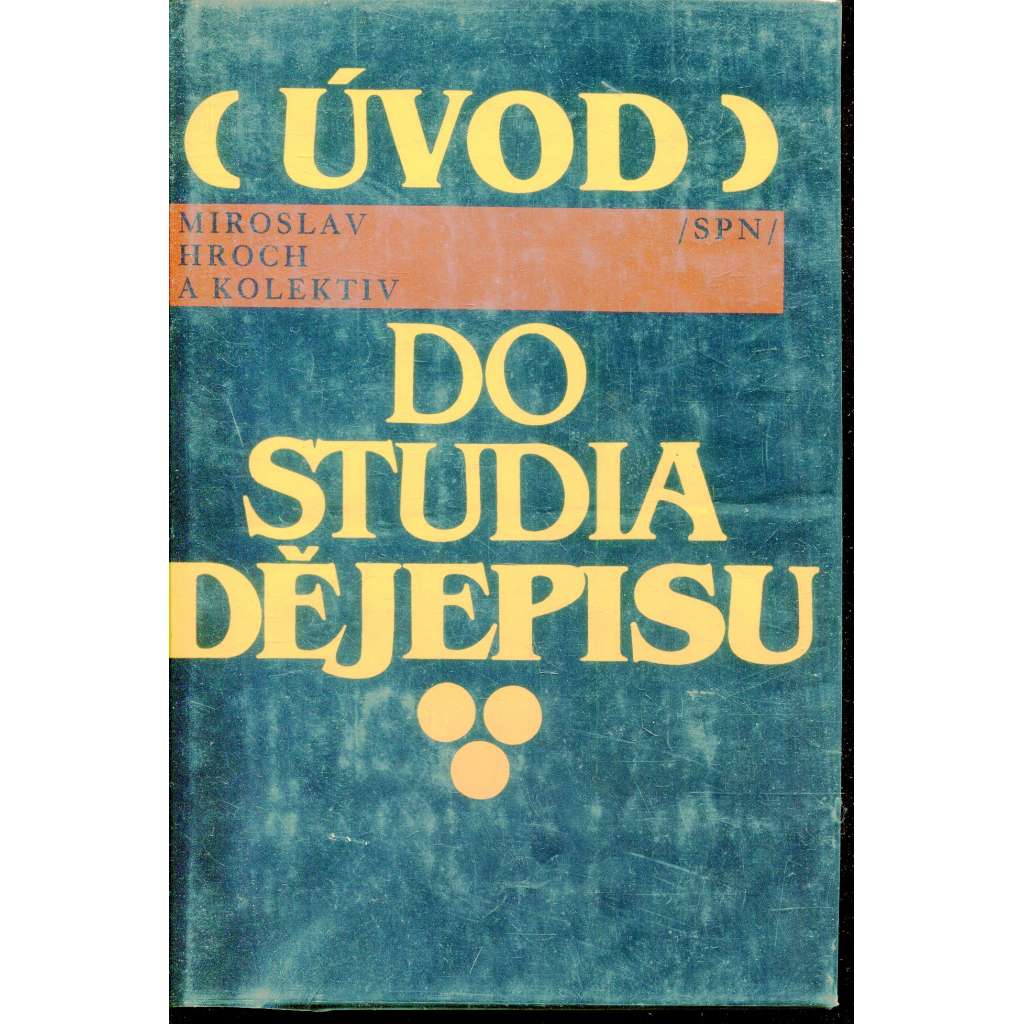 ( ÚVOD )
MIROSLAV /SPN/
HROCH
A KOLEKTIV
DO
STUDIA
DĚJEPISU